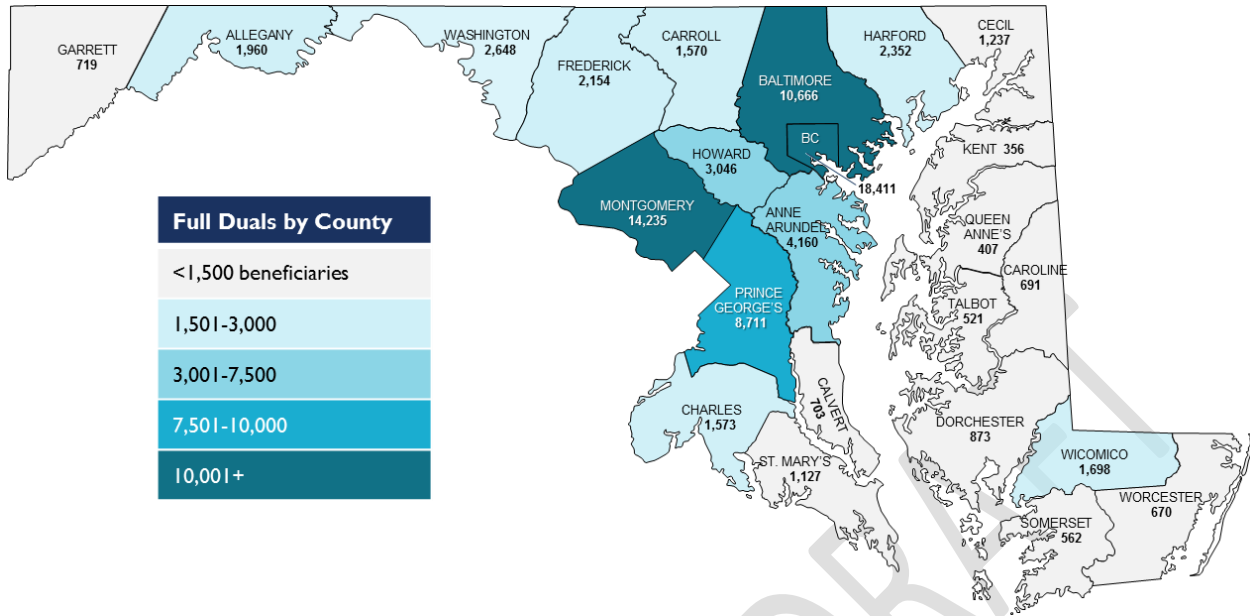 GARRETT
719
ALLEGANY
1,960
WASHINGTON
2,648
FREDERICK
2,154
CARROLL
1,570
BALTIMORE
10,666
BC
18,411
HARFORD
2,352
CECIL
1,237
KENT 356
HOWARD
3,046
MONTGOMERY
14,235
ANNE
ARUNDEL
4,160
QUEEN
ANNE'S
407
CAROLINE
691
TALBOT
521
PRINCE
GEORGE'S
8,711
CALVERT
703
CHARLES
1,573
ST. MARY'S
1,127
DORCHESTER
873
WICOMICO
1,698
WORCESTER
670
SOMERSET
562
Full Duals by County
<1,500 beneficiaries
1,501-3,000
3,001-7,500
7,501-10,000
10,001+
DRAFT